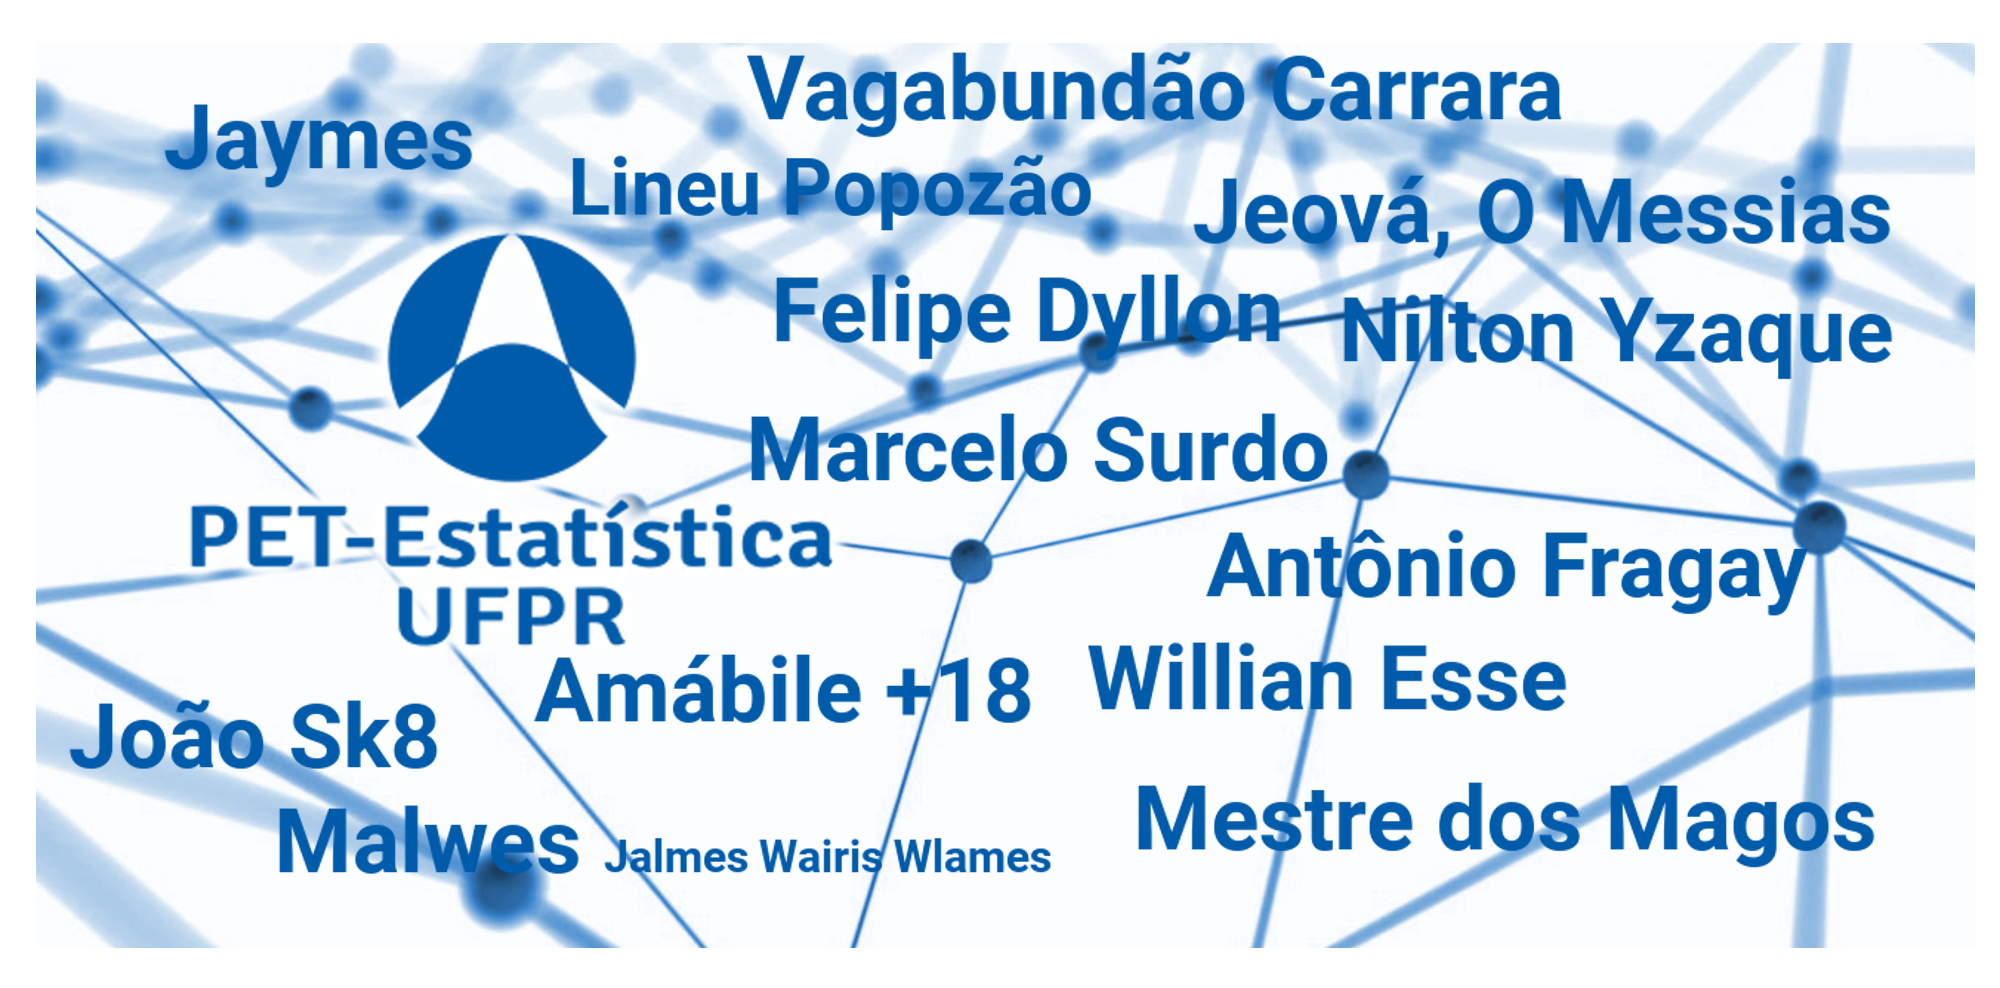 Vagabundão Carrara
Jaymes
Lineu Popozão
Jeová, O Messias
Felipe Dyllon
Nilton Yzaque
Marcelo Surdo
PET-Estatística
UFPR
Antônio Fragay
Amábile +18
Willian Esse
João Sk8
Malwes
Jalmes Wairis Wlames
Mestre dos Magos